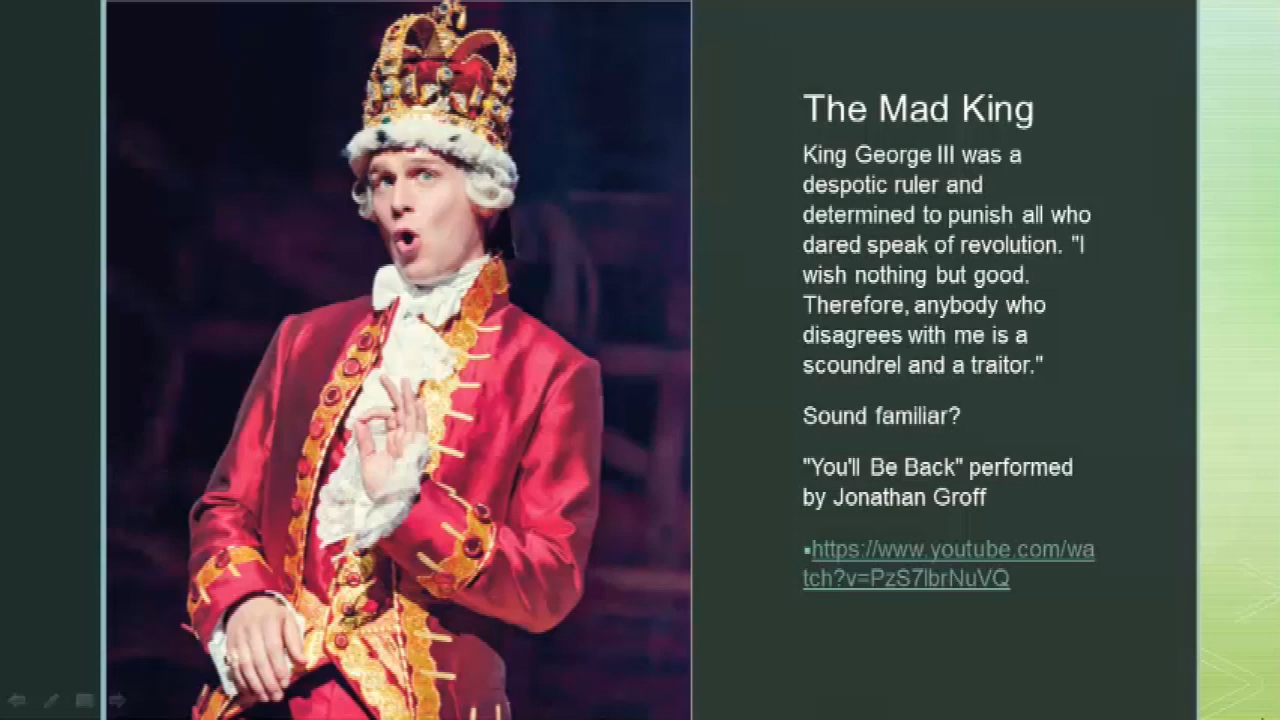 The Mad King
King George III was a
despotic ruler and
determined to punish all who
dared speak of revolution. "I
wish nothing but good.
Therefore, anybody who
disagrees with me is a
scoundrel and a traitor."
Sound familiar?
"You'll Be Back" performed
by Jonathan Groff
▪https://www.youtube.com/wa
tch?v=PzS7lbrNuVQ